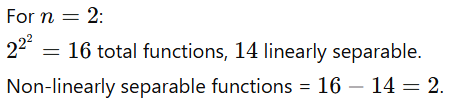 For n = 2:
2^{2^2} = 16 total functions, 14 linearly separable.
Non-linearly separable functions = 16 − 14 = 2.